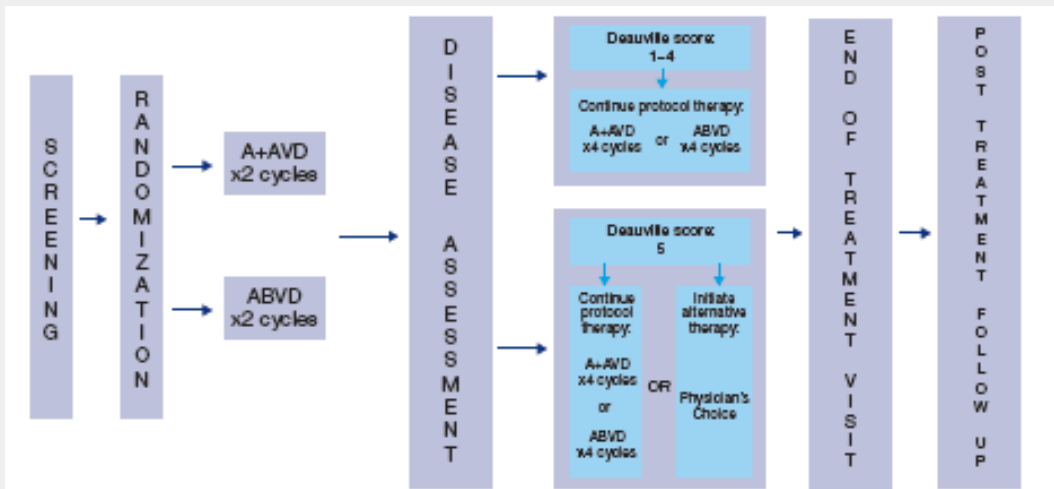 SCREENING
RANDOMIZATION
A+AVD
x2 cycles
ABVD
x2 cycles
DISEASE ASSESSMENT
Deauville score:
1–4
Continue protocol therapy:
A+AVD
x4 cycles
or
ABVD
x4 cycles
Deauville score:
5
Continue
protocol
therapy:
A+AVD
x4 cycles
or
ABVD
x4 cycles
OR
Initiate
alternative
therapy:
Physician's
Choice
END OF TREATMENT VISIT
POST TREATMENT FOLLOW UP